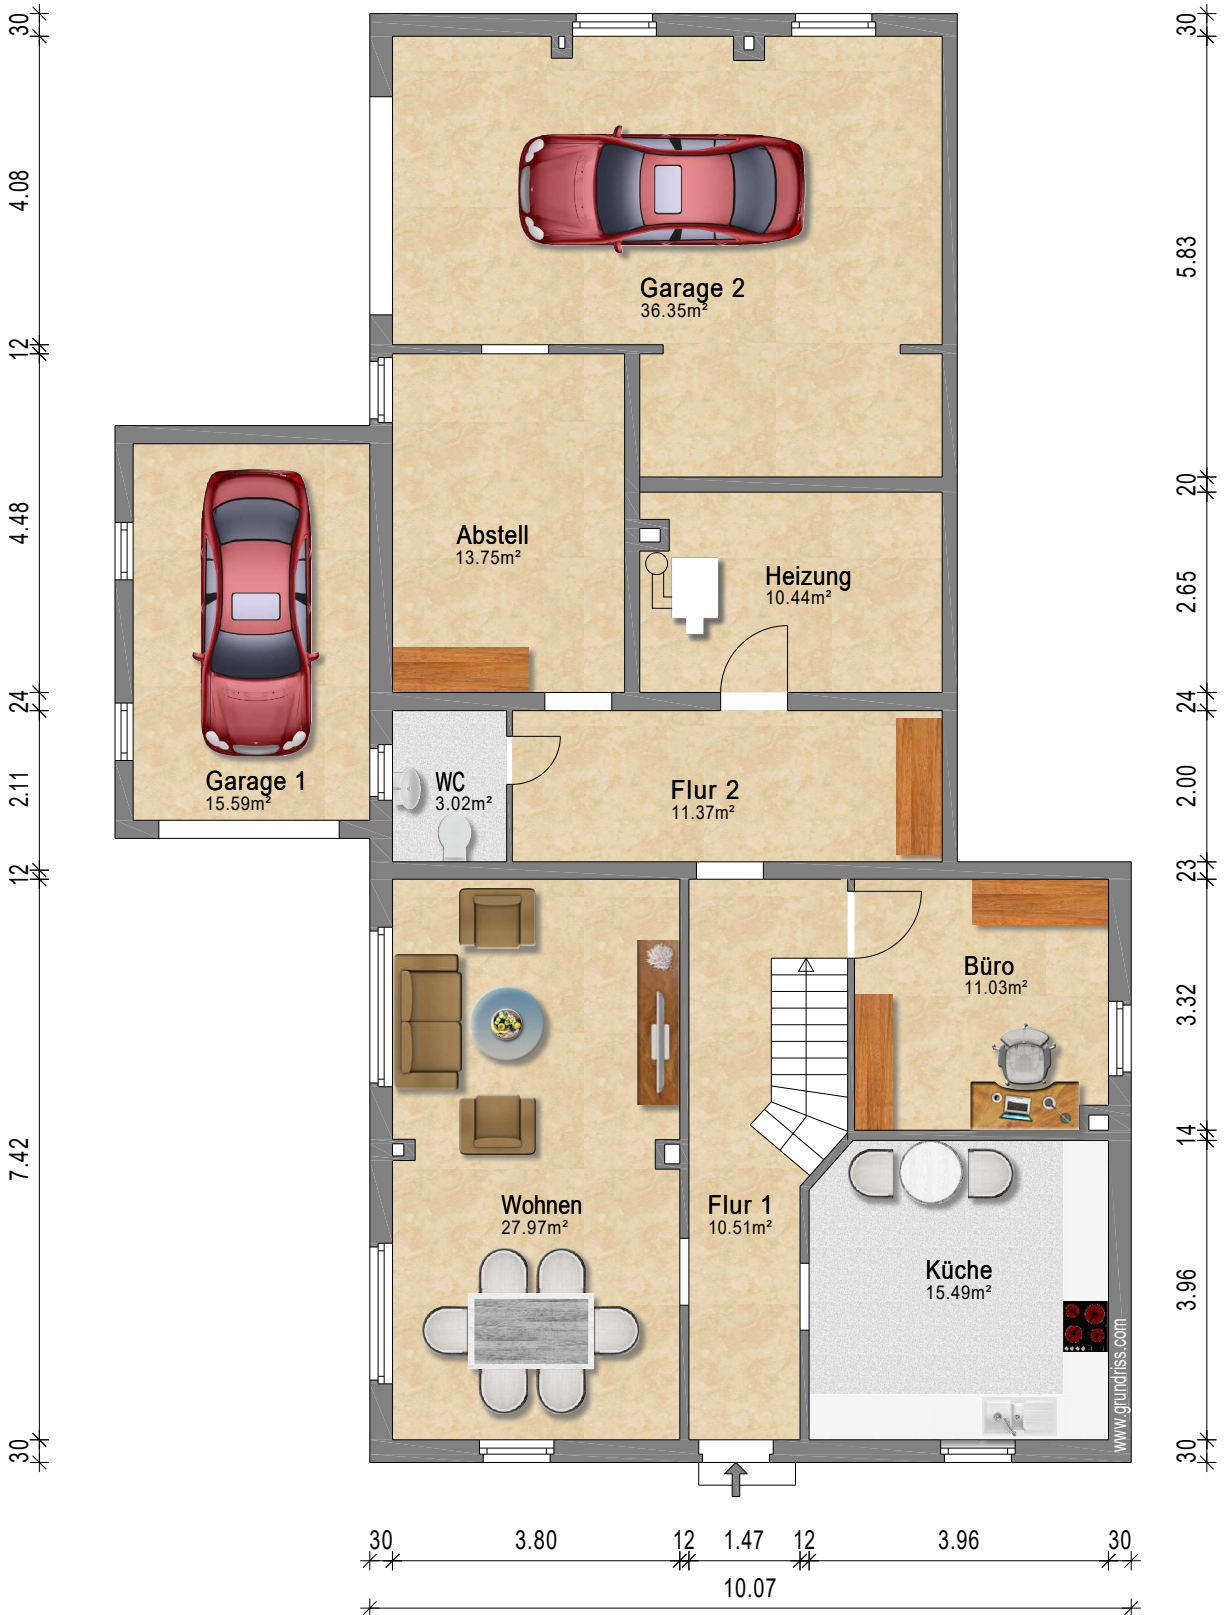 30
4.08
12
4.48
24
2.11
12
7.42
30
30
5.83
20
2.65
24
2.00
23
3.32
14
3.96
30
Garage 2
36.35m²
Abstell
13.75m²
Heizung
10.44m²
Garage 1
15.59m²
WC
3.02m²
Flur 2
11.37m²
Büro
11.03m²
Wohnen
27.97m²
Flur 1
10.51m²
Küche
15.49m²
www.grundriss.com
30 3.80 12 1.47 12 3.96 30
10.07